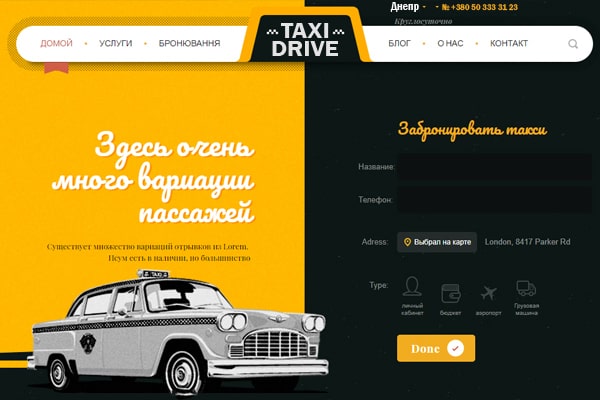 Днепр - - № +380 50 333 31 23
Круглосуточно
ДОМОЙ • УСЛУГИ • БРОНЮВАННЯ
TAXI
DRIVE
БЛОГ • О НАС • КОНТАКТ
Здесь очень
много вариации
пассажей
Существует множество вариаций отрывков из Lorem,
Псум есть в наличии, но большинство
TAXI
Забронировать такси
Название:
Телефон:
Adress:
Выбрал на карте
London, 8417 Parker Rd
Type:
личный
кабинет
бюджет
аэропорт
Грузовая
машина
Done